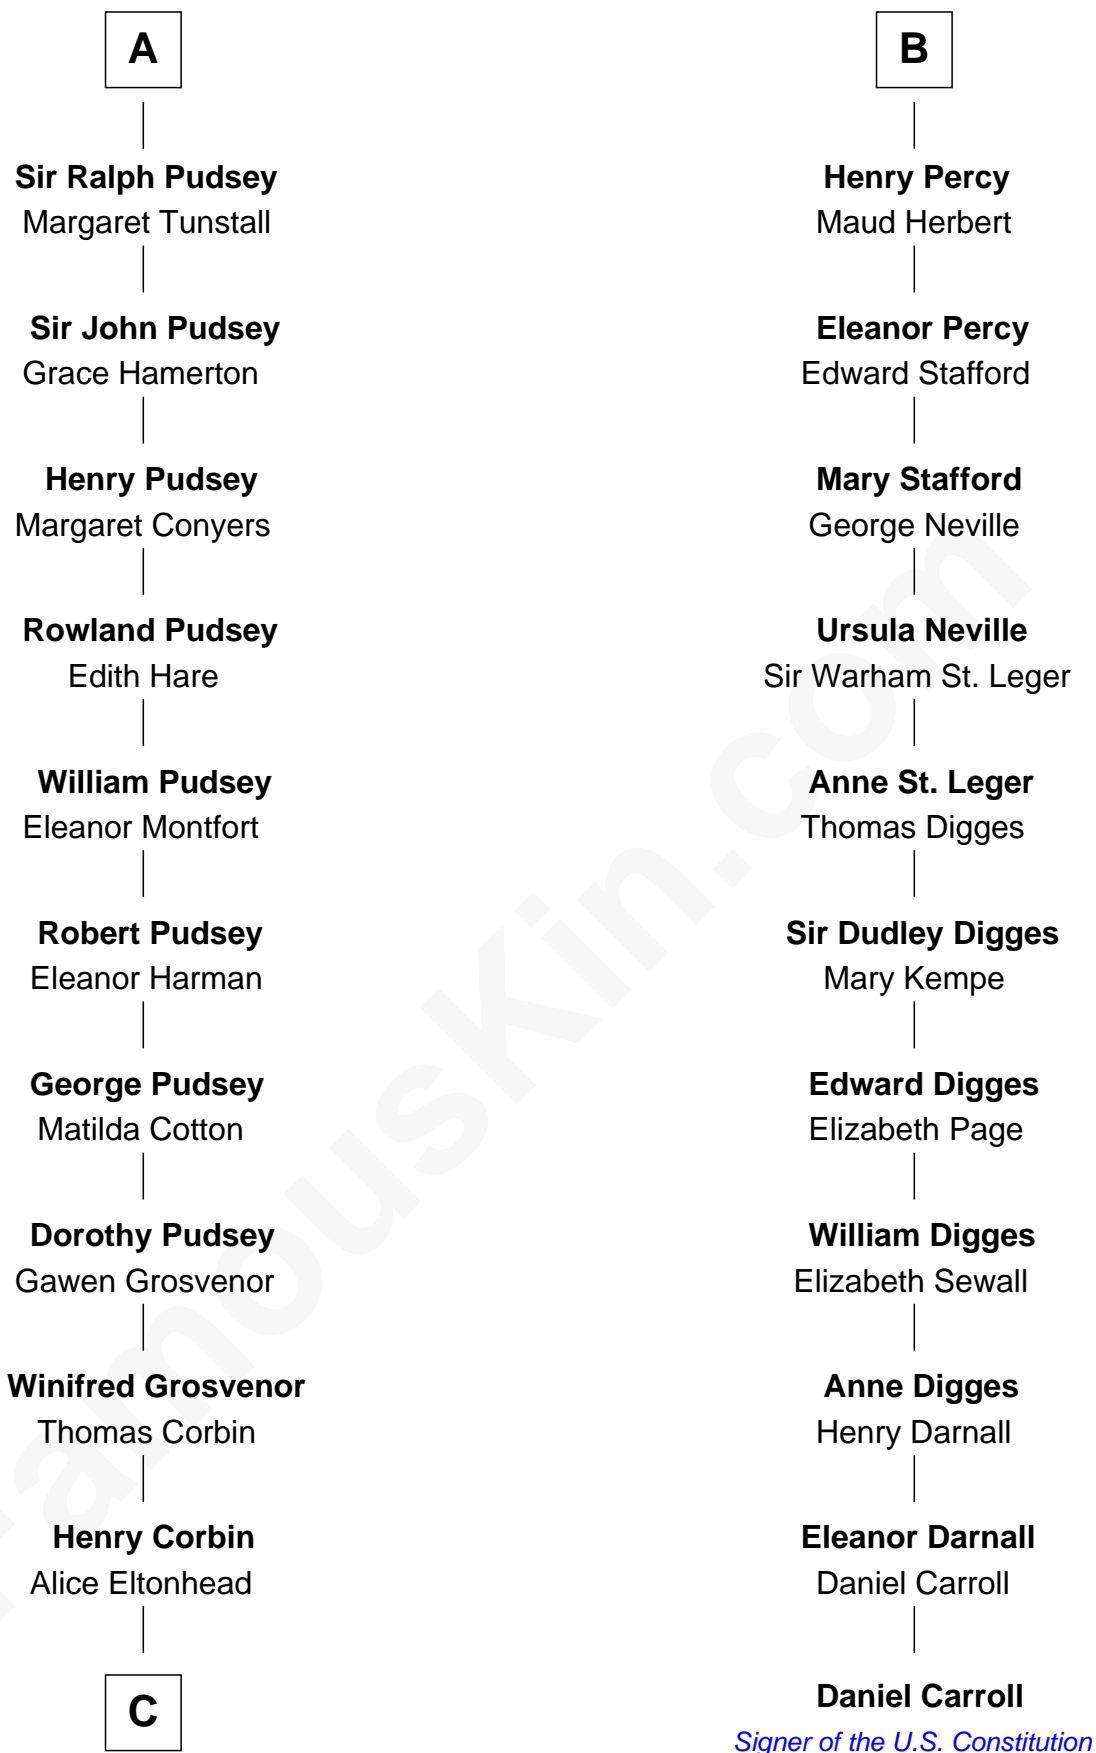 A
Sir Ralph Pudsey
Margaret Tunstall
Sir John Pudsey
Grace Hamerton
Henry Pudsey
Margaret Conyers
Rowland Pudsey
Edith Hare
William Pudsey
Eleanor Montfort
Robert Pudsey
Eleanor Harman
George Pudsey
Matilda Cotton
Dorothy Pudsey
Gawen Grosvenor
Winifred Grosvenor
Thomas Corbin
Henry Corbin
Alice Eltonhead
C
B
Henry Percy
Maud Herbert
Eleanor Percy
Edward Stafford
Mary Stafford
George Neville
Ursula Neville
Sir Warham St. Leger
Anne St. Leger
Thomas Digges
Sir Dudley Digges
Mary Kempe
Edward Digges
Elizabeth Page
William Digges
Elizabeth Sewall
Anne Digges
Henry Darnall
Eleanor Darnall
Daniel Carroll
Daniel Carroll
Signer of the U.S. Constitution
FamousKin.com